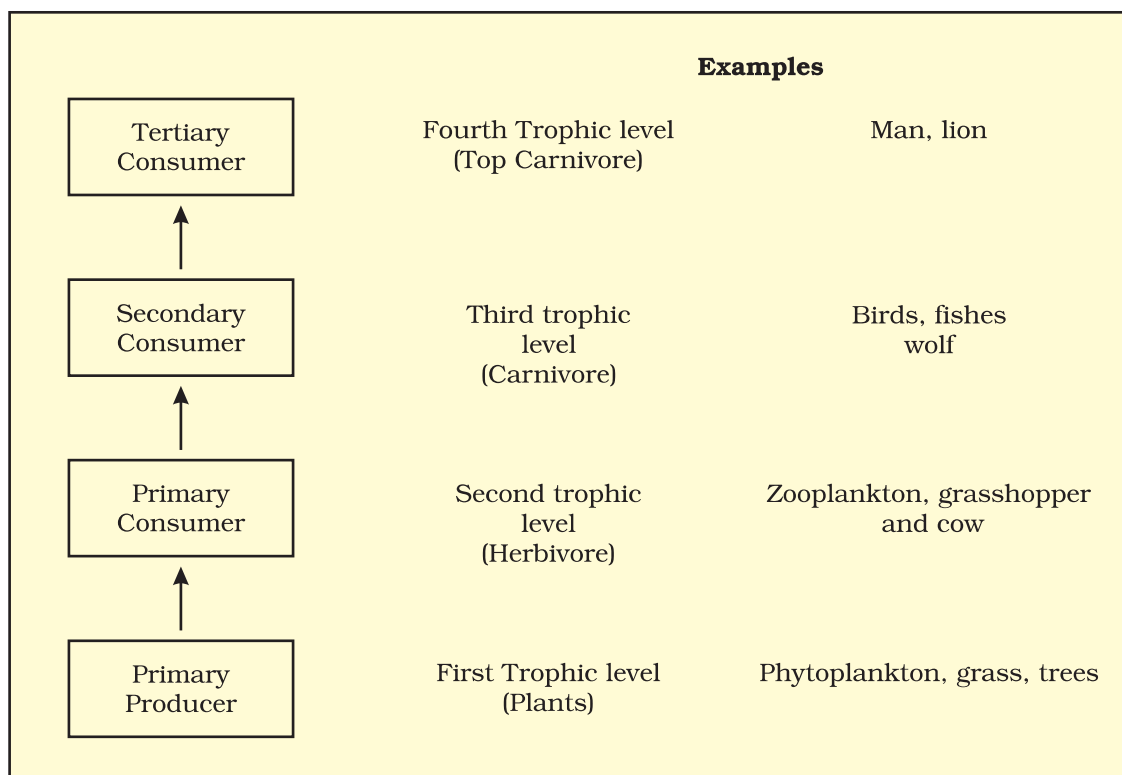 Examples
Tertiary
Consumer
Fourth Trophic level
(Top Carnivore)
Man, lion
Secondary
Consumer
Third trophic
level
(Carnivore)
Birds, fishes
wolf
Primary
Consumer
Second trophic
level
(Herbivore)
Zooplankton, grasshopper
and cow
Primary
Producer
First Trophic level
(Plants)
Phytoplankton, grass, trees